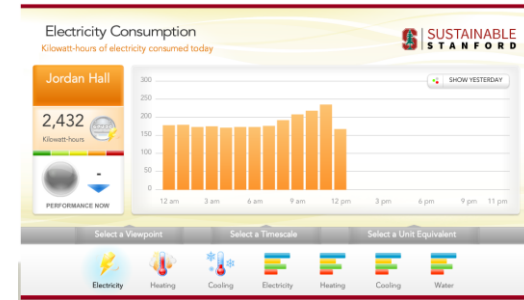 Electricity Consumption
Kilowatt-hours of electricity consumed today
SUSTAINABLE
STANFORD
Jordan Hall
2,432
Kilowatt-hours
-
PERFORMANCE NOW
SHOW YESTERDAY
300
250
200
150
100
50
0
12 am 3 am 6 am 9 am 12 pm 3 pm 6 pm 9 pm 11 pm
Select a Viewpoint Select a Timescale Select a Unit Equivalent
Electricity Heating Cooling Electricity Heating Cooling Water